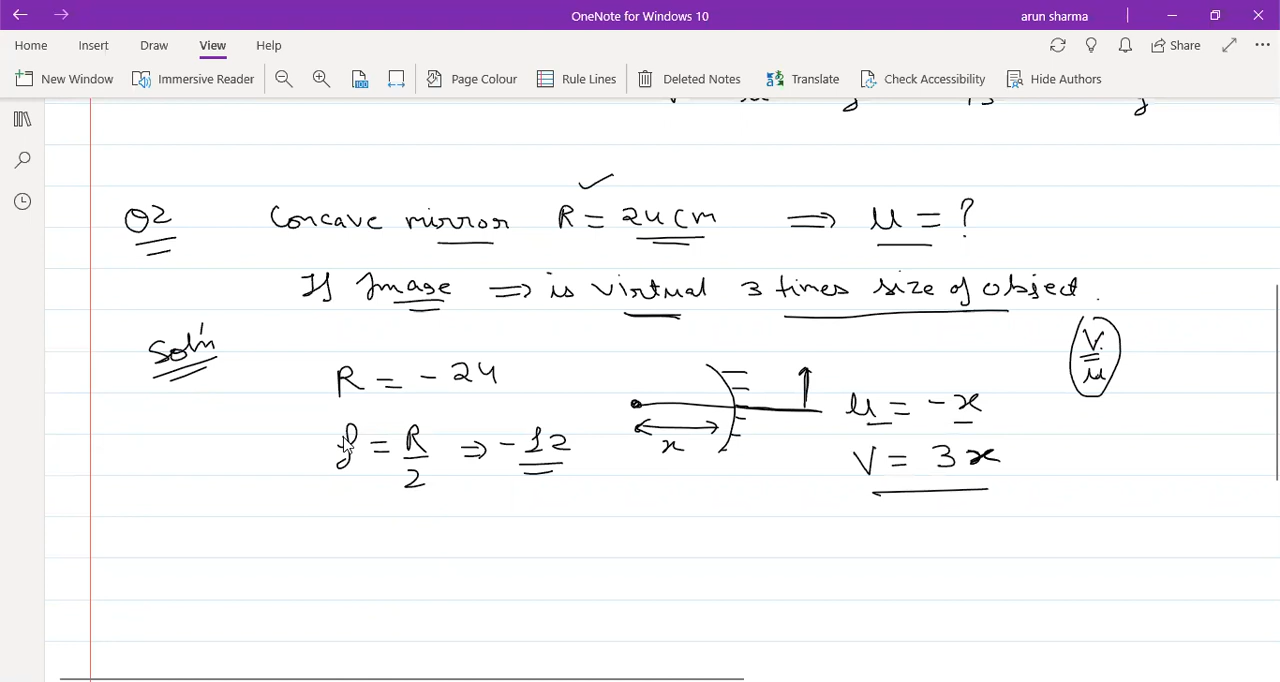 OneNote for Windows 10
arun sharma
Home Insert Draw View Help
Share
New Window Immersive Reader Page Colour Rule Lines Deleted Notes Translate Check Accessibility Hide Authors
Q2 Concave mirror R = 24 cm ⇒ u = ?
If Image ⇒ is virtual 3 times size of object.
Soln
R = - 24
f = R/2 ⇒ - 12
x
u = - x
V = 3x
V/u